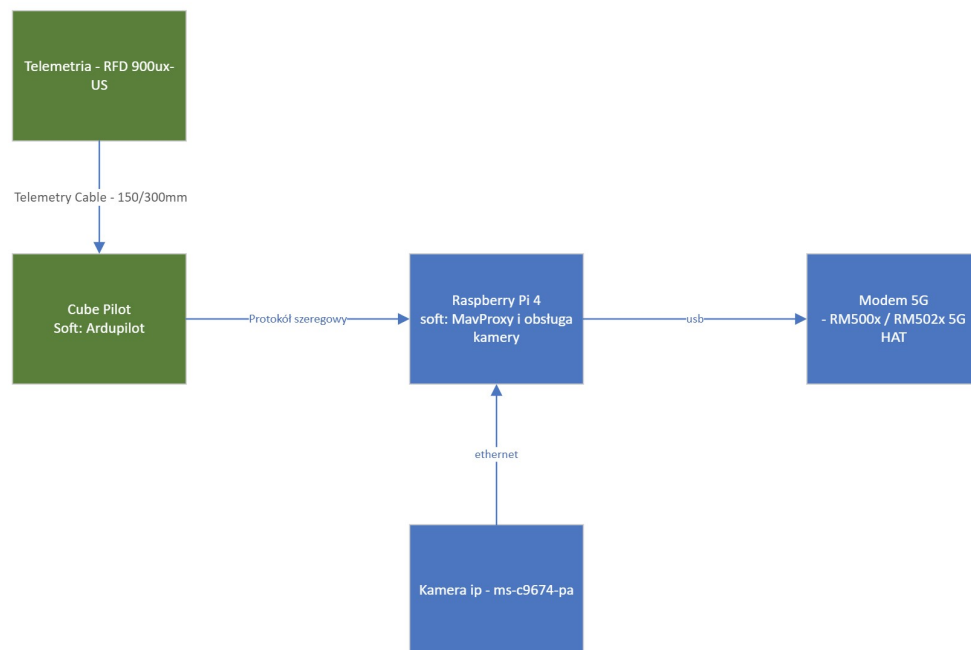 Telemetria - RFD 900ux-
US
Telemetry Cable - 150/300mm
Cube Pilot
Soft: Ardupilot
Protokół szeregowy
Raspberry Pi 4
soft: MavProxy i obsługa
kamery
usb
Modem 5G
- RM500x / RM502x 5G
HAT
ethernet
Kamera ip - ms-c9674-pa